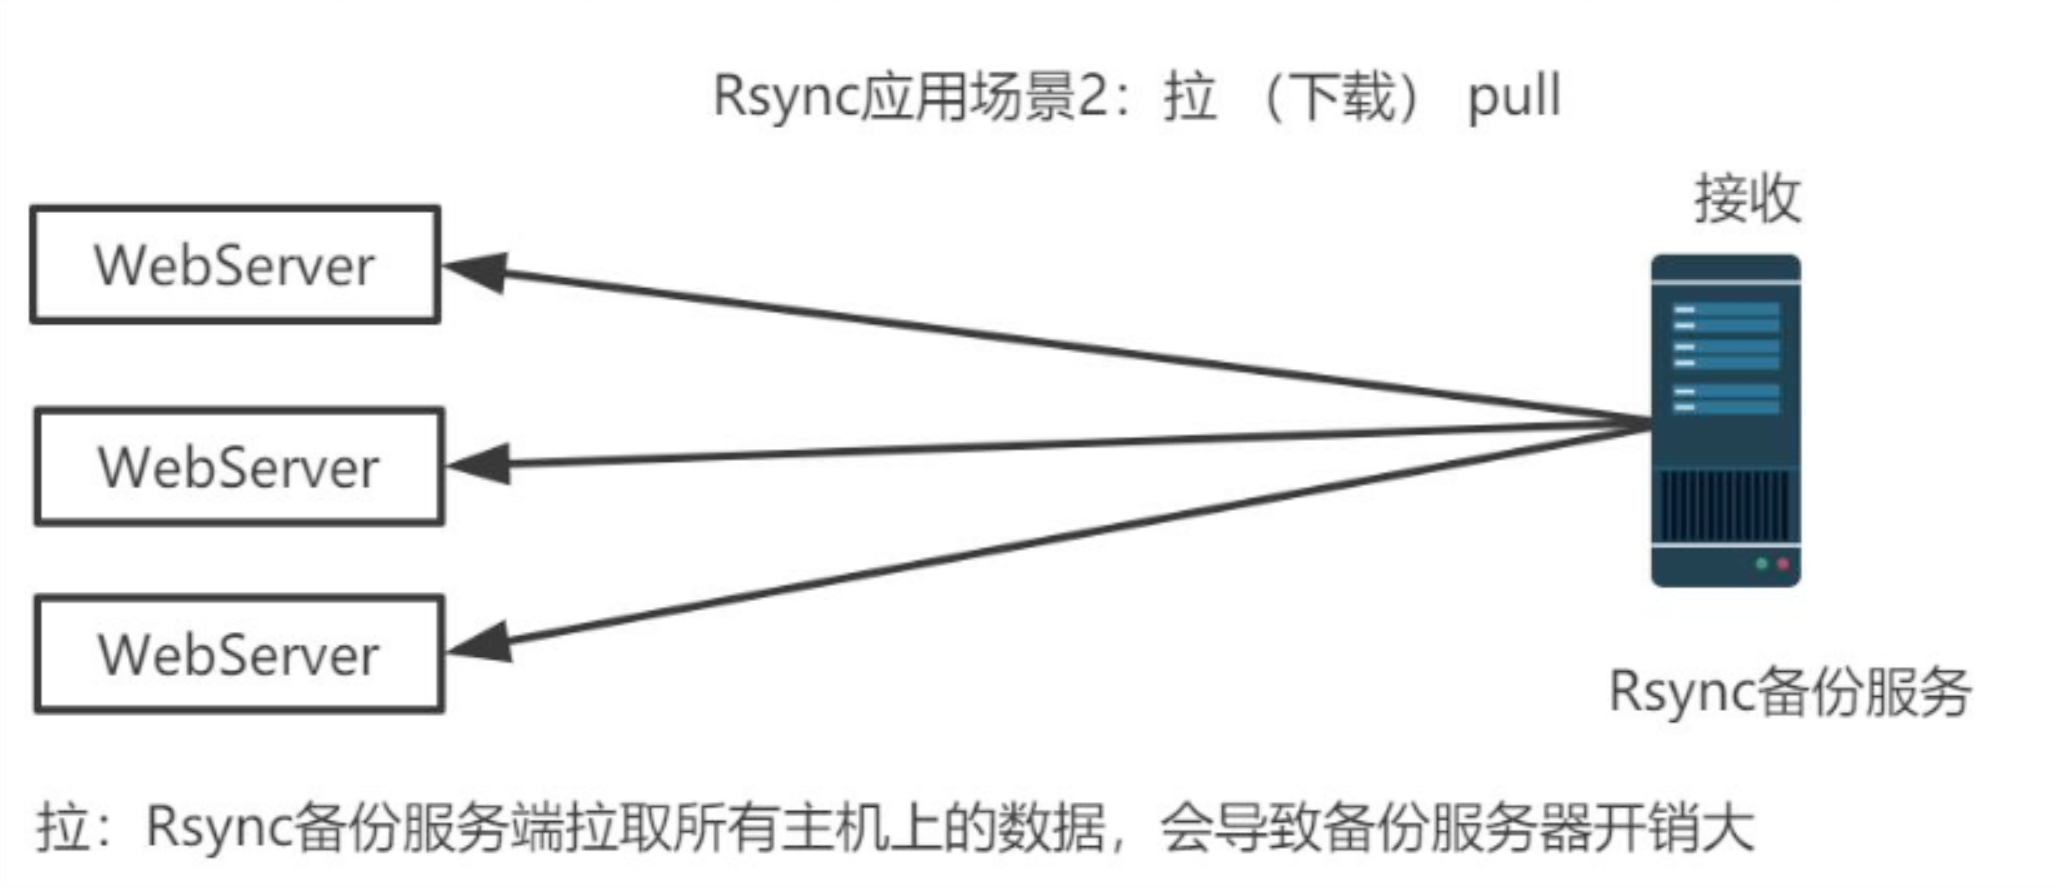 Rsync应用场景2：拉 （下载） pull
接收
WebServer
WebServer
WebServer
Rsync备份服务
拉：Rsync备份服务端拉取所有主机上的数据，会导致备份服务器开销大